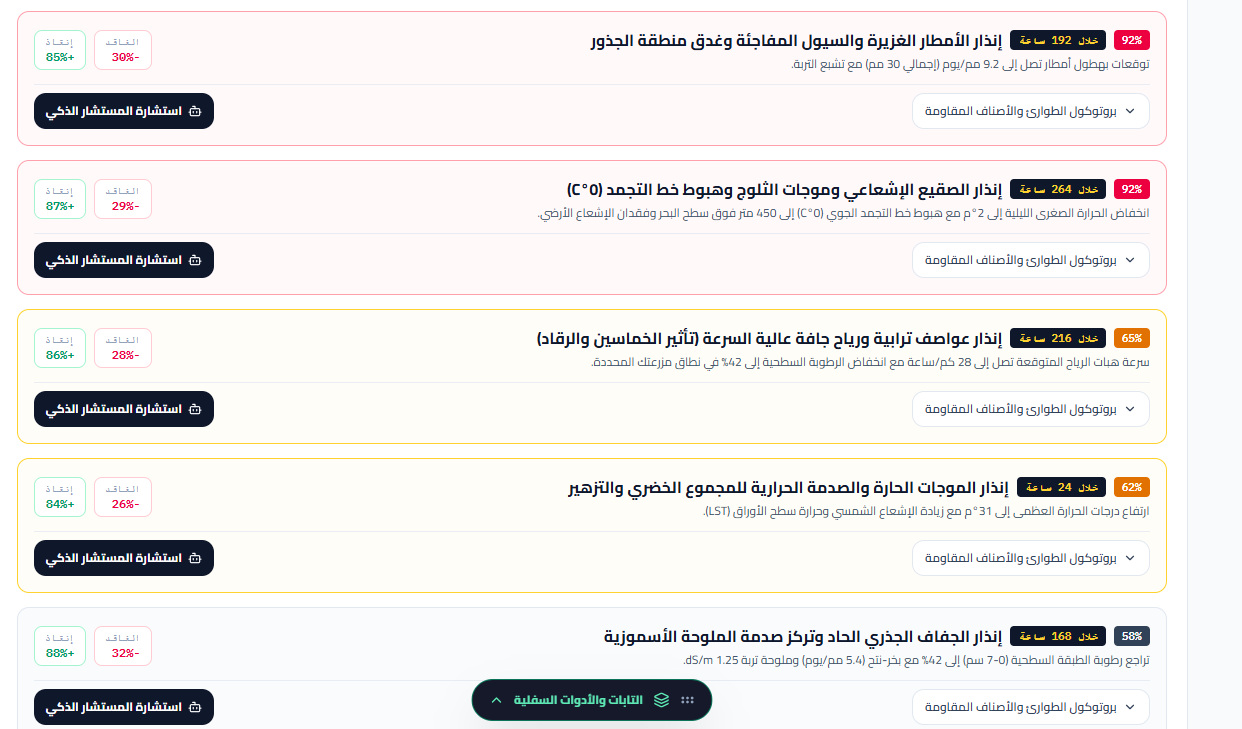 92% خلال 192 ساعة إنذار الأمطار الغزيرة والسيول المفاجئة وغدق منطقة الجذور
توقعات بهطول أمطار تصل إلى 9.2 مم/يوم (إجمالي 30 مم) مع تشبع التربة.
الفاقد
-30%
إنقاذ
+85%
بروتوكول الطوارئ والأصناف المقاومة
استشارة المستشار الذكي
92% خلال 264 ساعة إنذار الصقيع الإشعاعي وموجات الثلوج وهبوط خط التجمد (0°C)
انخفاض الحرارة الصغرى الليلية إلى 2°م مع هبوط خط التجمد الجوي (0°C) إلى 450 متر فوق سطح البحر وفقدان الإشعاع الأرضي.
الفاقد
-29%
إنقاذ
+87%
بروتوكول الطوارئ والأصناف المقاومة
استشارة المستشار الذكي
65% خلال 216 ساعة إنذار عواصف ترابية ورياح جافة عالية السرعة (تأثير الخماسين والرقاد)
سرعة هبات الرياح المتوقعة تصل إلى 28 كم/ساعة مع انخفاض الرطوبة السطحية إلى 42% في نطاق مزرعتك المحددة.
الفاقد
-28%
إنقاذ
+86%
بروتوكول الطوارئ والأصناف المقاومة
استشارة المستشار الذكي
62% خلال 24 ساعة إنذار الموجات الحارة والصدمة الحرارية للمجموع الخضري والتزهير
ارتفاع درجات الحرارة العظمى إلى 31°م مع زيادة الإشعاع الشمسي وحرارة سطح الأوراق (LST).
الفاقد
-26%
إنقاذ
+84%
بروتوكول الطوارئ والأصناف المقاومة
استشارة المستشار الذكي
58% خلال 168 ساعة إنذار الجفاف الجذري الحاد وتركز صدمة الملوحة الأسموزية
تراجع رطوبة الطبقة السطحية (0-7 سم) إلى 42% مع بخر-نتح (5.4 مم/يوم) وملوحة تربة 1.25 dS/m.
الفاقد
-32%
إنقاذ
+88%
بروتوكول الطوارئ والأصناف المقاومة
التابات والأدوات السفلية
استشارة المستشار الذكي